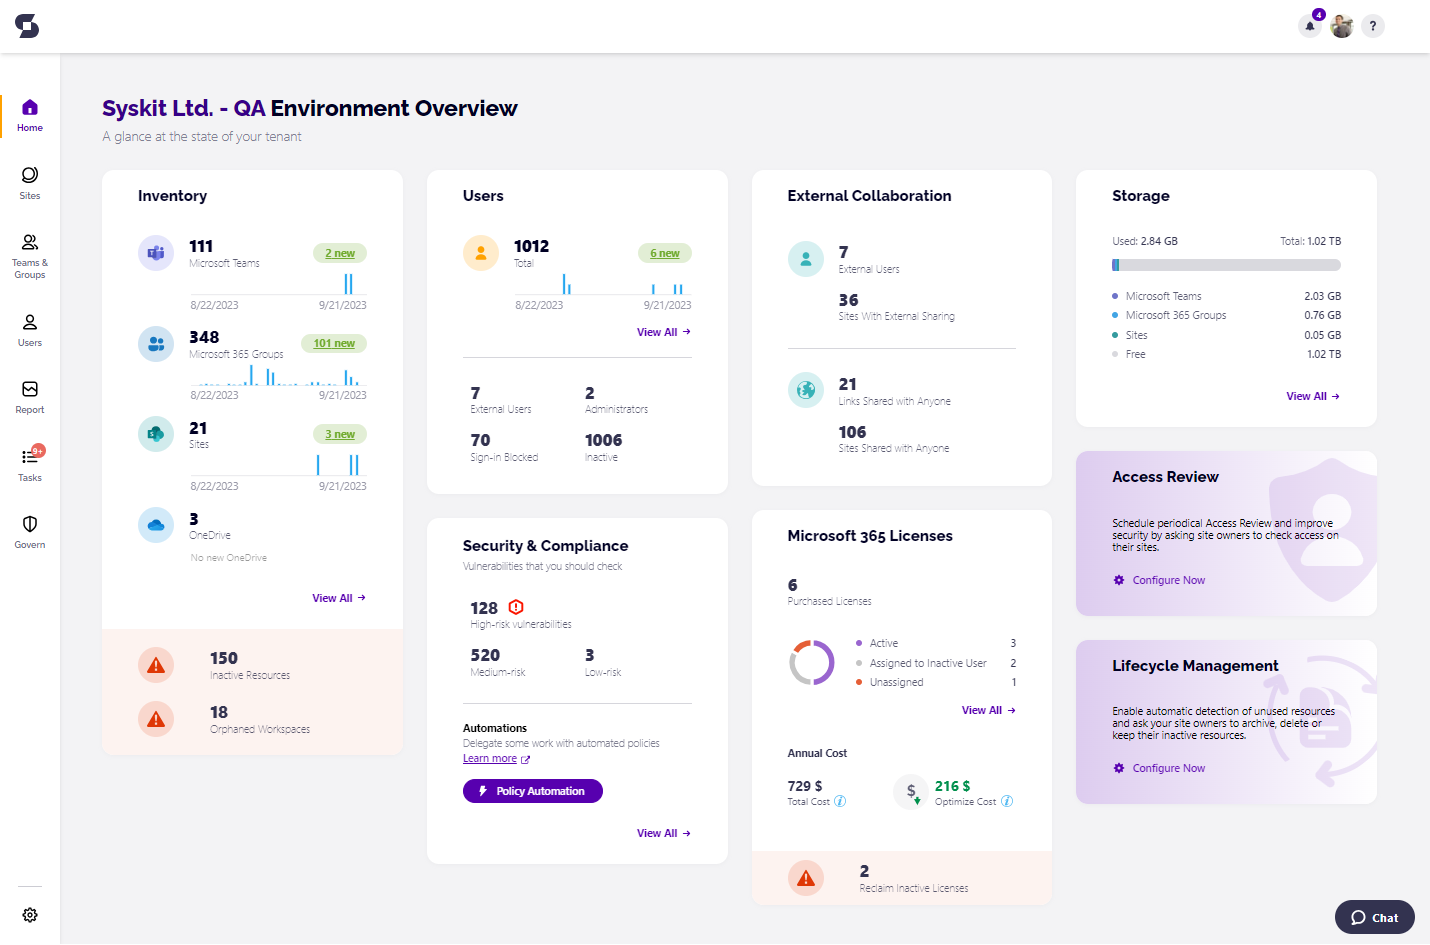 4
?
Home
Sites
Teams &
Groups
Users
Report
9+
Tasks
Govern
Syskit Ltd. - QA Environment Overview
A glance at the state of your tenant
Inventory
111
Microsoft Teams
2 new
8/22/2023 9/21/2023
348
Microsoft 365 Groups
101 new
8/22/2023 9/21/2023
21
Sites
3 new
8/22/2023 9/21/2023
3
OneDrive
No new OneDrive
View All
150
Inactive Resources
18
Orphaned Workspaces
Users
1012
Total
6 new
8/22/2023 9/21/2023
View All
7
External Users
2
Administrators
70
Sign-in Blocked
1006
Inactive
Security & Compliance
Vulnerabilities that you should check
128
High-risk vulnerabilities
520
Medium-risk
3
Low-risk
Automations
Delegate some work with automated policies
Learn more
Policy Automation
View All
External Collaboration
7
External Users
36
Sites With External Sharing
21
Links Shared with Anyone
106
Sites Shared with Anyone
Microsoft 365 Licenses
6
Purchased Licenses
Active 3
Assigned to Inactive User 2
Unassigned 1
View All
Annual Cost
729 $
Total Cost i
$
216 $
Optimize Cost i
2
Reclaim Inactive Licenses
Storage
Used: 2.84 GB Total: 1.02 TB
Microsoft Teams 2.03 GB
Microsoft 365 Groups 0.76 GB
Sites 0.05 GB
Free 1.02 TB
View All
Access Review
Schedule periodical Access Review and improve
security by asking site owners to check access on
their sites.
Configure Now
Lifecycle Management
Enable automatic detection of unused resources
and ask your site owners to archive, delete or
keep their inactive resources.
Configure Now
Chat